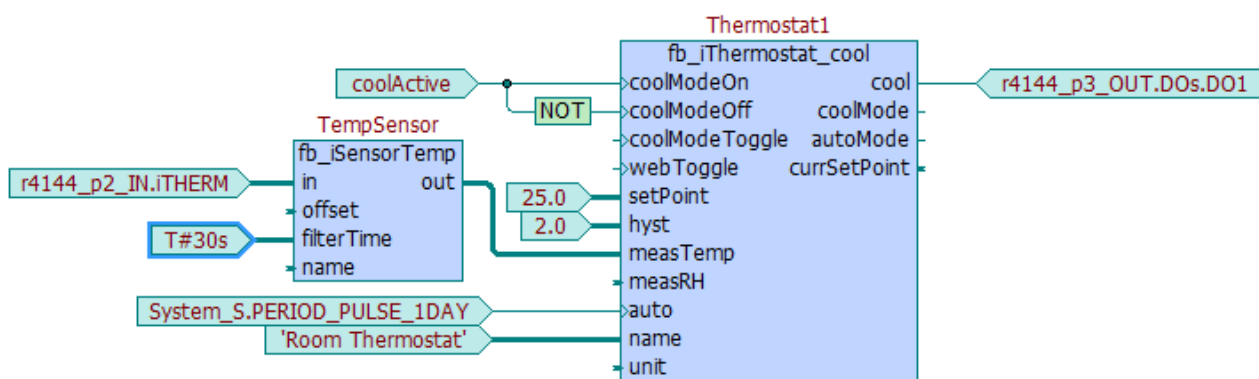 Thermostat1
fb_iThermostat_cool
coolActive
coolModeOn cool
r4144_p3_OUT.DOs.DO1
NOT
coolModeOff coolMode
TempSensor
coolModeToggle autoMode
fb_iSensorTemp
webToggle currSetPoint
r4144_p2_IN.iTHERM
in out
25.0
setPoint
offset
2.0
hyst
T#30s
filterTime
measTemp
name
measRH
System_S.PERIOD_PULSE_1DAY
auto
'Room Thermostat'
name
unit